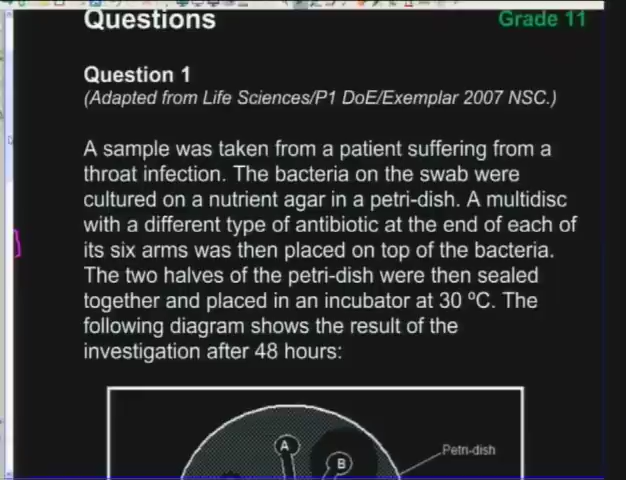 Questions
Grade 11
Question 1
(Adapted from Life Sciences/P1 DoE/Exemplar 2007 NSC.)
A sample was taken from a patient suffering from a
throat infection. The bacteria on the swab were
cultured on a nutrient agar in a petri-dish. A multidisc
with a different type of antibiotic at the end of each of
its six arms was then placed on top of the bacteria.
The two halves of the petri-dish were then sealed
together and placed in an incubator at 30 ºC. The
following diagram shows the result of the
investigation after 48 hours:
A
B
Petri-dish